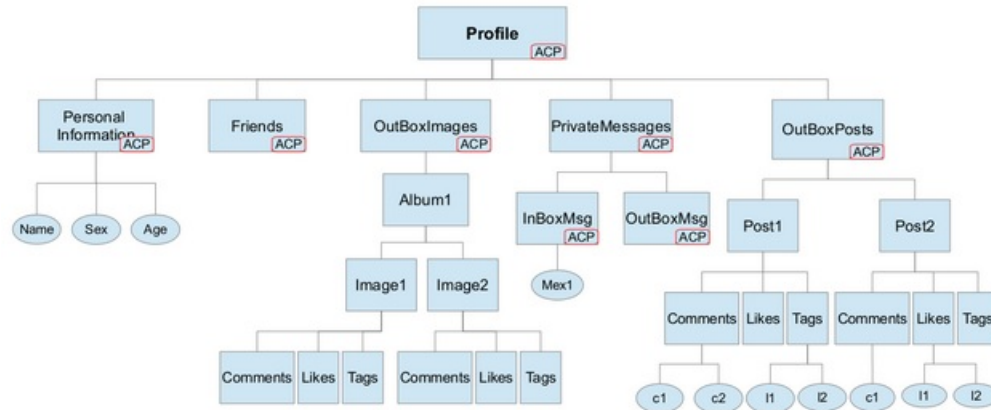 Profile
ACP
Personal
Information
ACP
Friends
ACP
OutBoxImages
ACP
PrivateMessages
ACP
OutBoxPosts
ACP
Name
Sex
Age
Album1
InBoxMsg
ACP
OutBoxMsg
ACP
Post1
Post2
Image1
Image2
Mex1
Comments
Likes
Tags
Comments
Likes
Tags
Comments
Likes
Tags
Comments
Likes
Tags
c1
c2
l1
l2
c1
l1
l2